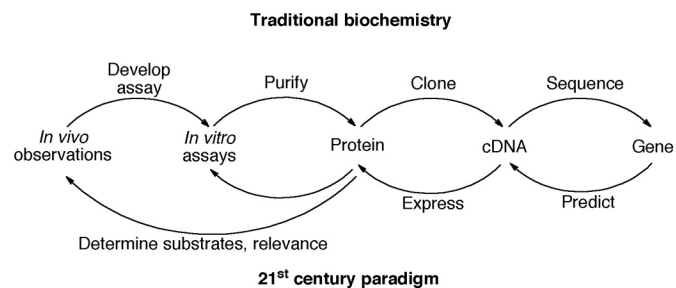 Traditional biochemistry
Develop
assay
Purify
Clone
Sequence
In vivo
observations
In vitro
assays
Protein
cDNA
Gene
Express
Predict
Determine substrates, relevance
21st century paradigm